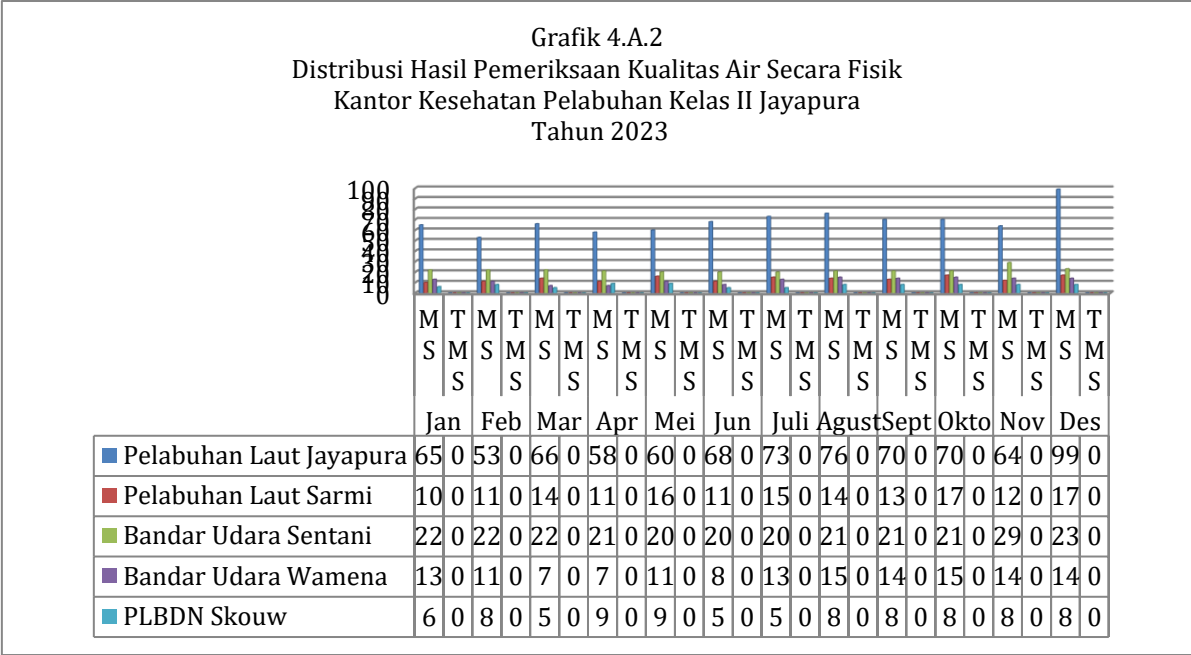 Grafik 4.A.2
Distribusi Hasil Pemeriksaan Kualitas Air Secara Fisik
Kantor Kesehatan Pelabuhan Kelas II Jayapura
Tahun 2023
100
90
80
70
60
50
40
30
20
10
0
MS TMS MS TMS MS TMS MS TMS MS TMS MS TMS MS TMS MS TMS MS TMS MS TMS MS TMS MS TMS
Jan Feb Mar Apr Mei Jun Juli Agust Sept Okto Nov Des
Pelabuhan Laut Jayapura 65 0 53 0 66 0 58 0 60 0 68 0 73 0 76 0 70 0 70 0 64 0 99 0
Pelabuhan Laut Sarmi 10 0 11 0 14 0 11 0 16 0 11 0 15 0 14 0 13 0 17 0 12 0 17 0
Bandar Udara Sentani 22 0 22 0 22 0 21 0 20 0 20 0 20 0 21 0 21 0 21 0 29 0 23 0
Bandar Udara Wamena 13 0 11 0 7 0 7 0 11 0 8 0 13 0 15 0 14 0 15 0 14 0 14 0
PLBDN Skouw 6 0 8 0 5 0 9 0 9 0 5 0 5 0 8 0 8 0 8 0 8 0 8 0